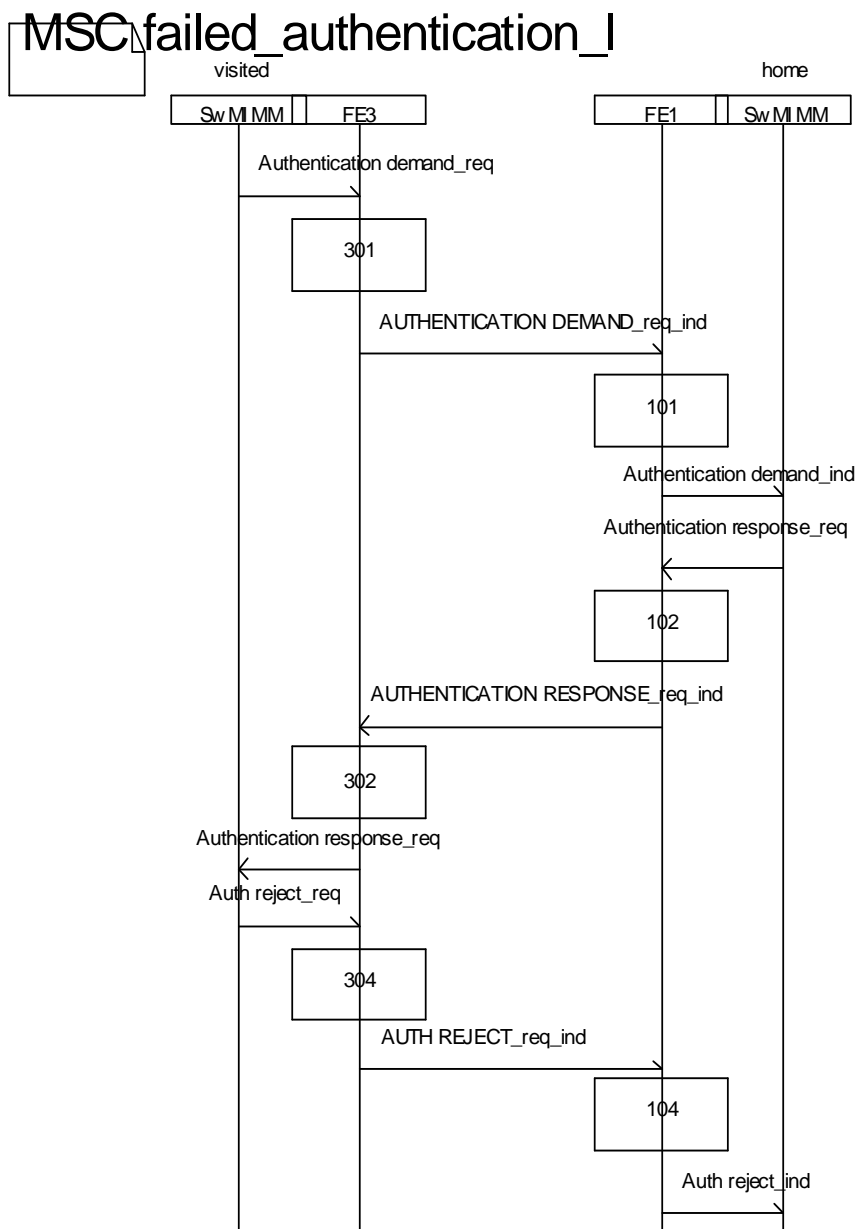 MSC failed_authentication_I
visited
home
SwMI MM
FE3
FE1
SwMI MM
Authentication demand_req
301
AUTHENTICATION DEMAND_req_ind
101
Authentication demand_ind
Authentication response_req
102
AUTHENTICATION RESPONSE_req_ind
302
Authentication response_req
Auth reject_req
304
AUTH REJECT_req_ind
104
Auth reject_ind